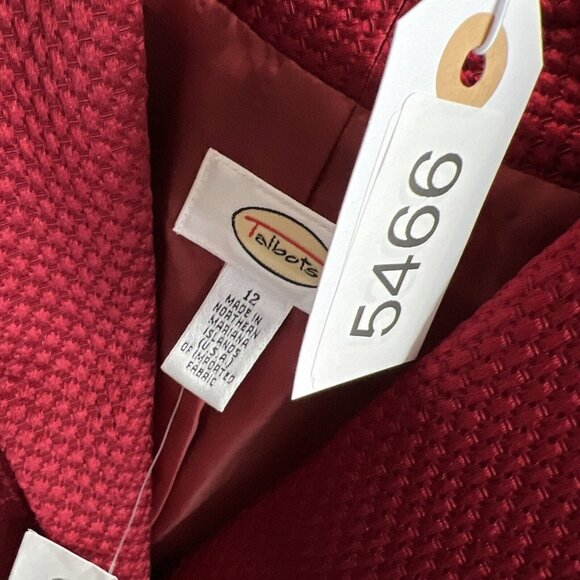 Talbots
12
MADE IN
NORTHERN
MARIANA
ISLANDS
(U.S.A.)
OF IMPORTED
FABRIC
5466